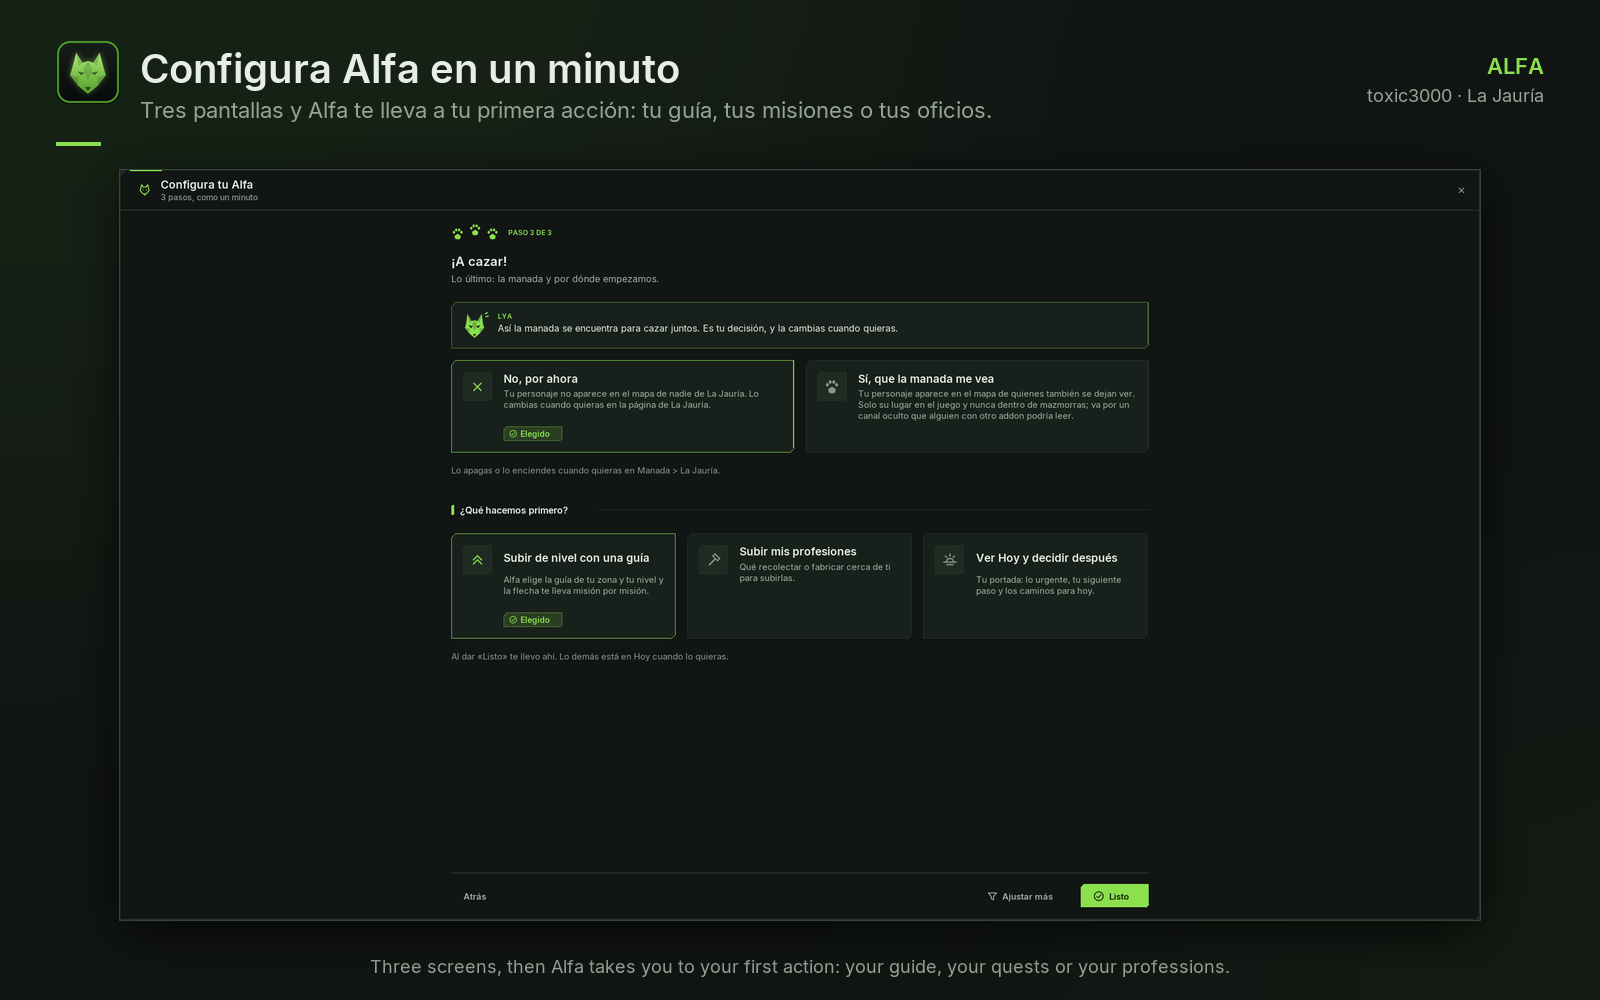 Configura Alfa en un minuto
Tres pantallas y Alfa te lleva a tu primera acción: tu guía, tus misiones o tus oficios.
ALFA
toxic3000 · La Jauría
Configura tu Alfa
3 pasos, como un minuto
PASO 3 DE 3
¡A cazar!
Lo último: la manada y por dónde empezamos.
LYA
Así la manada se encuentra para cazar juntos. Es tu decisión, y la cambias cuando quieras.
No, por ahora
Tu personaje no aparece en el mapa de nadie de La Jauría. Lo
cambias cuando quieras en la página de La Jauría.
Elegido
Sí, que la manada me vea
Tu personaje aparece en el mapa de quienes también se dejan ver.
Solo su lugar en el juego y nunca dentro de mazmorras; va por un
canal oculto que alguien con otro addon podría leer.
Lo apagas o lo enciendes cuando quieras en Manada > La Jauría.
¿Qué hacemos primero?
Subir de nivel con una guía
Alfa elige la guía de tu zona y tu nivel y
la flecha te lleva misión por misión.
Elegido
Subir mis profesiones
Qué recolectar o fabricar cerca de ti
para subirlas.
Ver Hoy y decidir después
Tu portada: lo urgente, tu siguiente
paso y los caminos para hoy.
Al dar «Listo» te llevo ahí. Lo demás está en Hoy cuando lo quieras.
Atrás
Ajustar más
Listo
Three screens, then Alfa takes you to your first action: your guide, your quests or your professions.